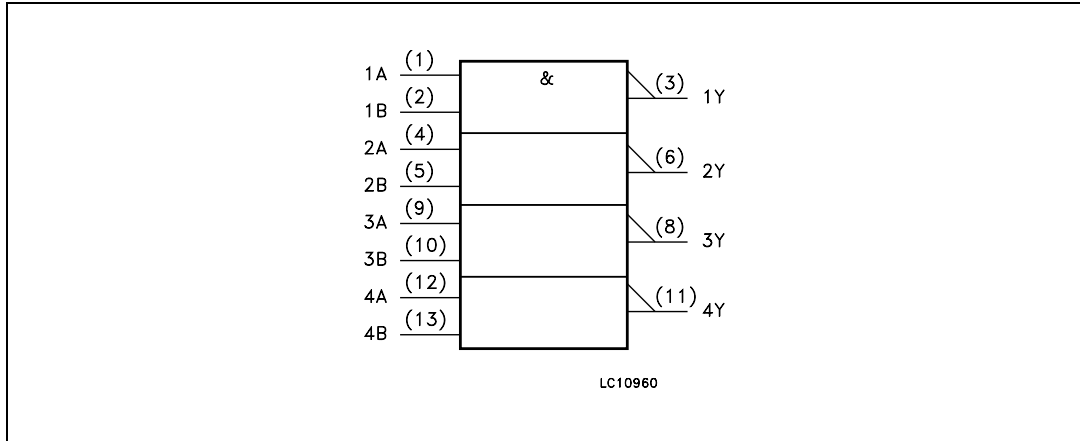 1A (1) & (3) 1Y
1B (2)
2A (4) (6) 2Y
2B (5)
3A (9) (8) 3Y
3B (10)
4A (12) (11) 4Y
4B (13)
LC10960